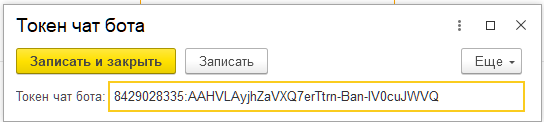 Токен чат бота
Записать и закрыть Записать Еще
Токен чат бота: 8429028335:AAHVLAyjhZaVXQ7erTtrn-Ban-IV0cuJWVQ